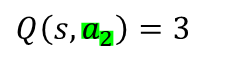 Q(s, a₂) = 3